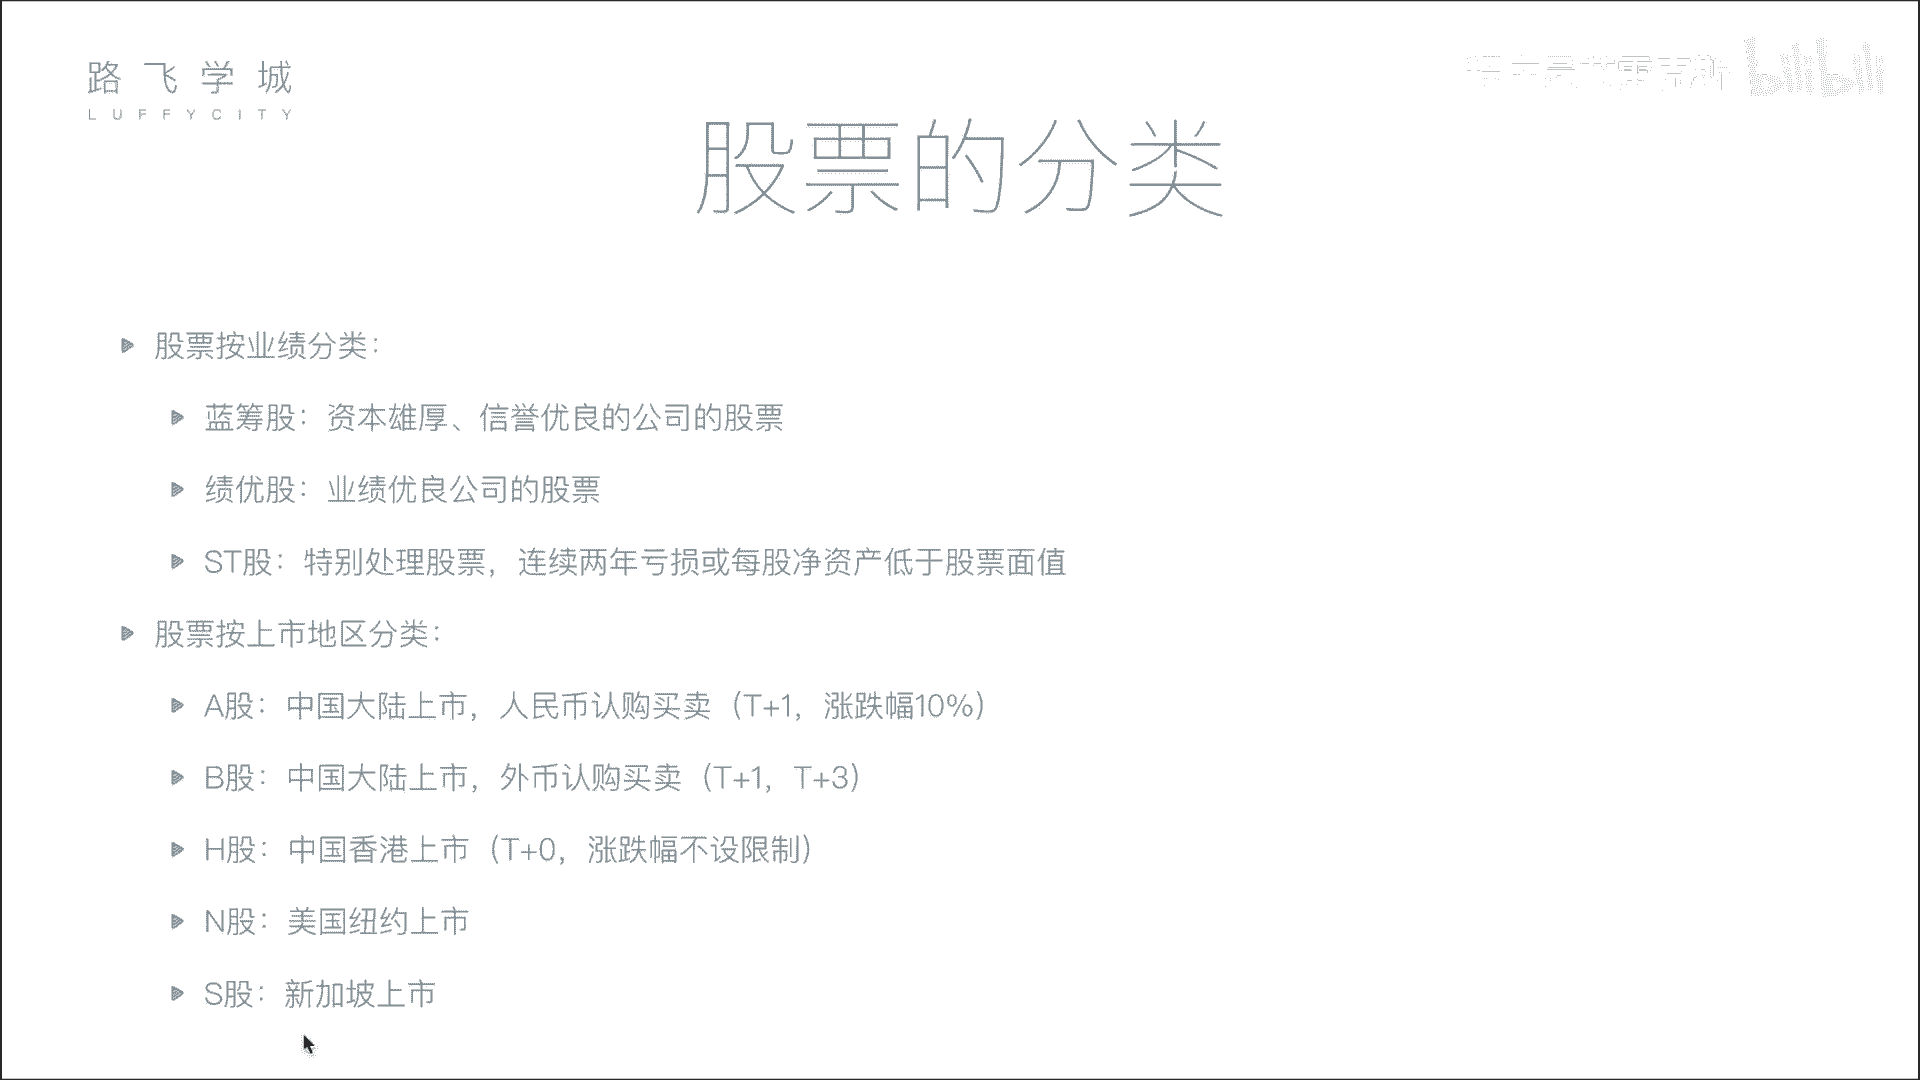 路飞学城
LUFFYCITY
bilibili
股票的分类
股票按业绩分类：
蓝筹股：资本雄厚、信誉优良的公司的股票
绩优股：业绩优良公司的股票
ST股：特别处理股票，连续两年亏损或每股净资产低于股票面值
股票按上市地区分类：
A股：中国大陆上市，人民币认购买卖（T+1，涨跌幅10%）
B股：中国大陆上市，外币认购买卖（T+1，T+3）
H股：中国香港上市（T+0，涨跌幅不设限制）
N股：美国纽约上市
S股：新加坡上市